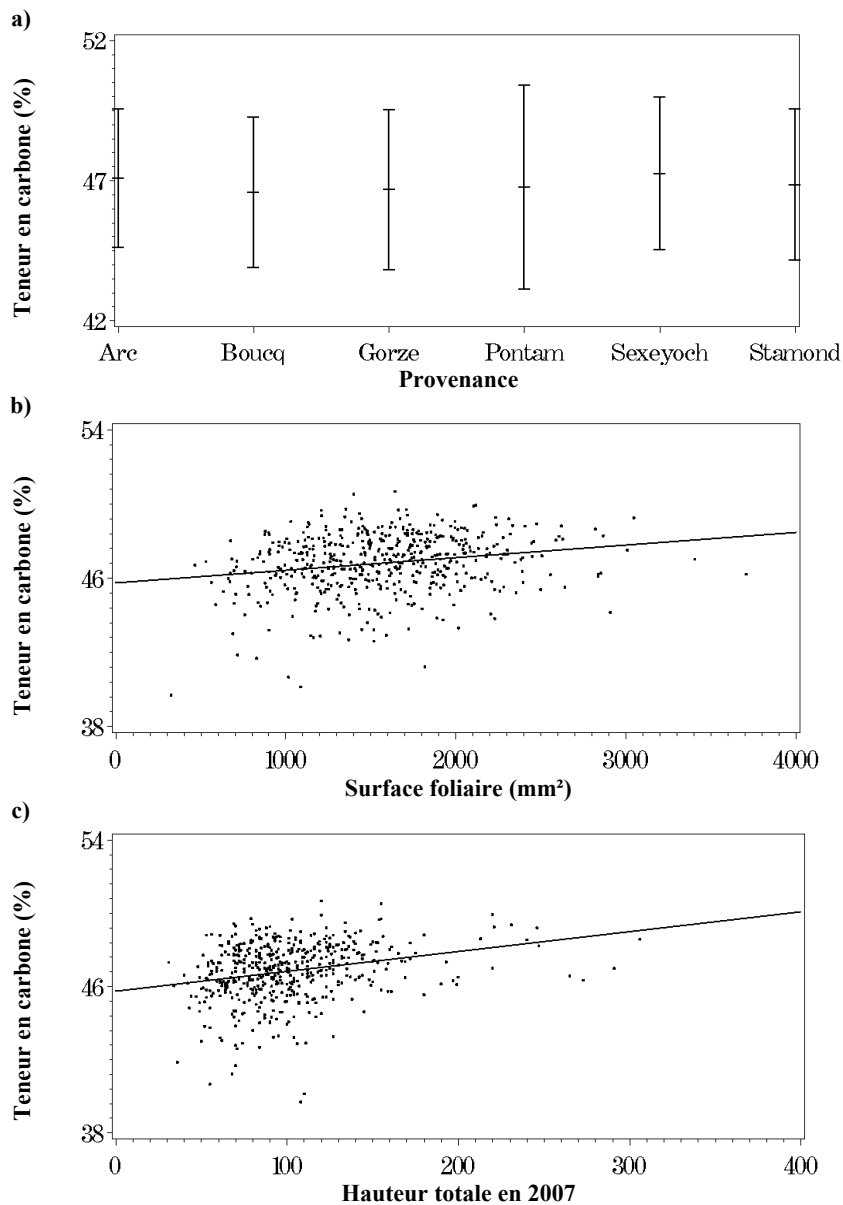 a)
52
47
42
Teneur en carbone (%)
Arc Boucq Gorze Pontam Sexeyoch Stamond
Provenance
b)
54
46
38
Teneur en carbone (%)
0 1000 2000 3000 4000
Surface foliaire (mm²)
c)
54
46
38
Teneur en carbone (%)
0 100 200 300 400
Hauteur totale en 2007